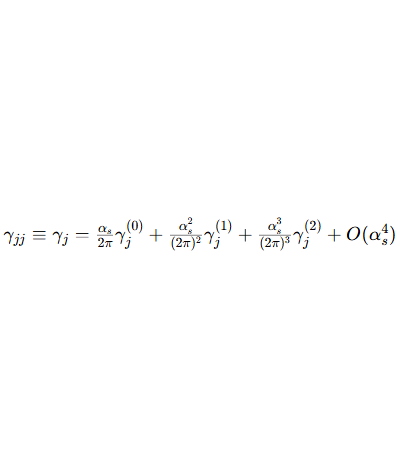 γ_{jj} ≡ γ_j = \frac{α_s}{2π} γ_j^{(0)} + \frac{α_s^2}{(2π)^2} γ_j^{(1)} + \frac{α_s^3}{(2π)^3} γ_j^{(2)} + O(α_s^4)